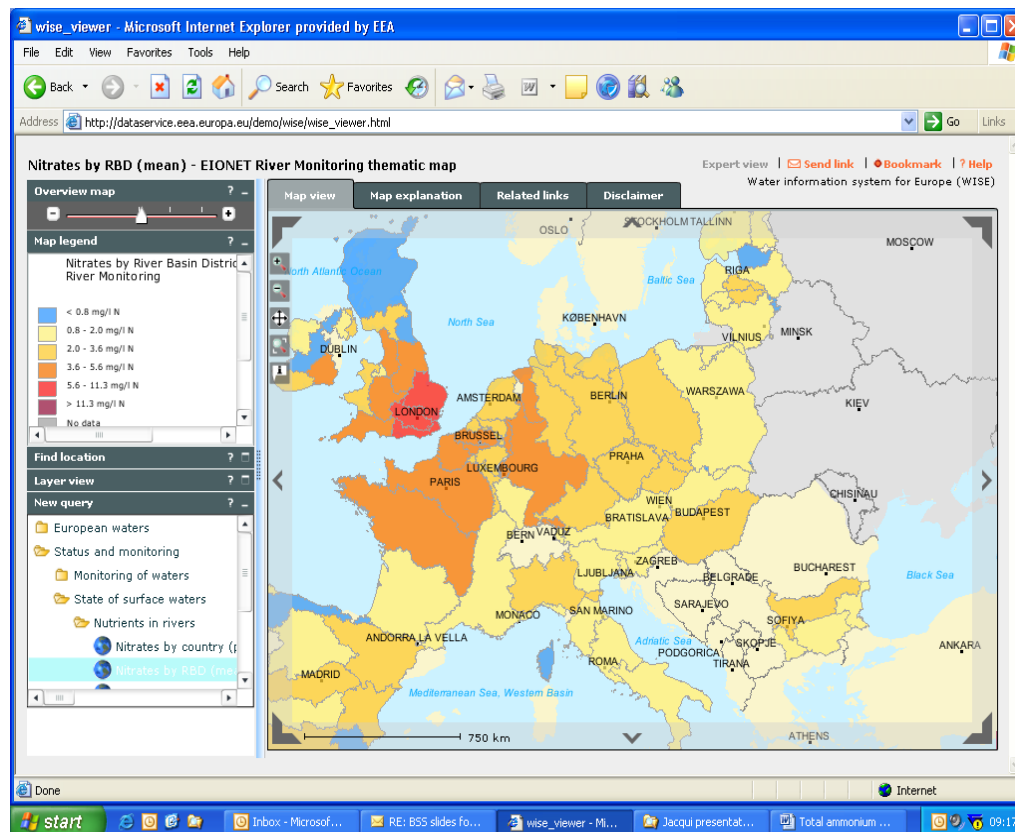 wise_viewer - Microsoft Internet Explorer provided by EEA
File Edit View Favorites Tools Help
Back Search Favorites
Address http://dataservice.eea.europa.eu/demo/wise/wise_viewer.html Go Links
Nitrates by RBD (mean) - EIONET River Monitoring thematic map
Expert view | Send link | Bookmark | ? Help
Water information system for Europe (WISE)
Overview map ? _
Map legend ? _
Nitrates by River Basin Distric
River Monitoring
< 0.8 mg/l N
0.8 - 2.0 mg/l N
2.0 - 3.6 mg/l N
3.6 - 5.6 mg/l N
5.6 - 11.3 mg/l N
> 11.3 mg/l N
No data
Find location ?
Layer view ?
New query ? _
European waters
Status and monitoring
Monitoring of waters
State of surface waters
Nutrients in rivers
Nitrates by country (p
Nitrates by RBD (me
Map view Map explanation Related links Disclaimer
OSLO
STOCKHOLM TALLINN
MOSCOW
North Atlantic Ocean
RIGA
Baltic Sea
North Sea
KØBENHAVN
VILNIUS
MINSK
DUBLIN
AMSTERDAM
BERLIN
WARSZAWA
LONDON
KIEV
BRUSSEL
LUXEMBOURG
PRAHA
PARIS
CHISINAU
WIEN
BRATISLAVA
BUDAPEST
BERN
VADUZ
ZAGREB
LJUBLJANA
BELGRADE
BUCHAREST
Black Sea
MONACO
SAN MARINO
SARAJEVO
SOFIYA
ANDORRA LA VELLA
Adriatic Sea
SKOPJE
PODGORICA
ANKARA
ROMA
TIRANA
MADRID
Mediterranean Sea, Western Basin
750 km
ATHENS
Done
Internet
start
Inbox - Microsof...
RE: BSS slides fo...
wise_viewer - Mi...
Jacqui presentat...
Total ammonium ...
09:17